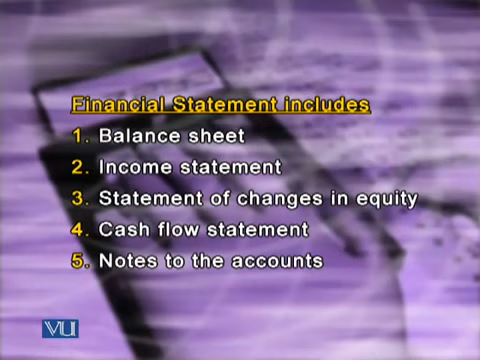 Financial Statement includes
1. Balance sheet
2. Income statement
3. Statement of changes in equity
4. Cash flow statement
5. Notes to the accounts
VU